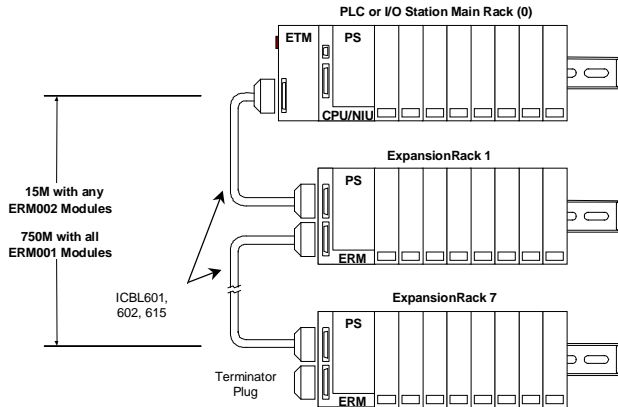 PLC or I/O Station Main Rack (0)
ETM
PS
CPU/NIU
ExpansionRack 1
PS
ERM
15M with any
ERM002 Modules
750M with all
ERM001 Modules
ICBL601,
602, 615
ExpansionRack 7
PS
Terminator
Plug
ERM